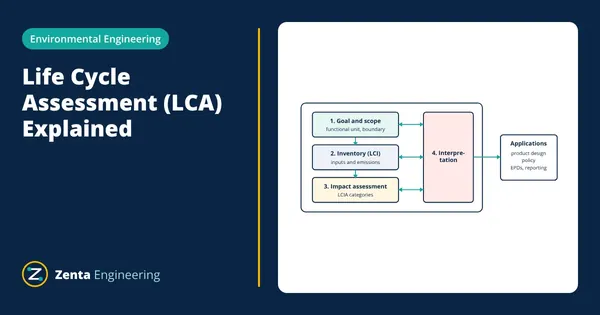 Environmental Engineering
Life Cycle
Assessment (LCA)
Explained
Zenta Engineering
1. Goal and scope
functional unit, boundary
2. Inventory (LCI)
inputs and emissions
3. Impact assessment
LCIA categories
4. Interpre-
tation
Applications
product design
policy
EPDs, reporting